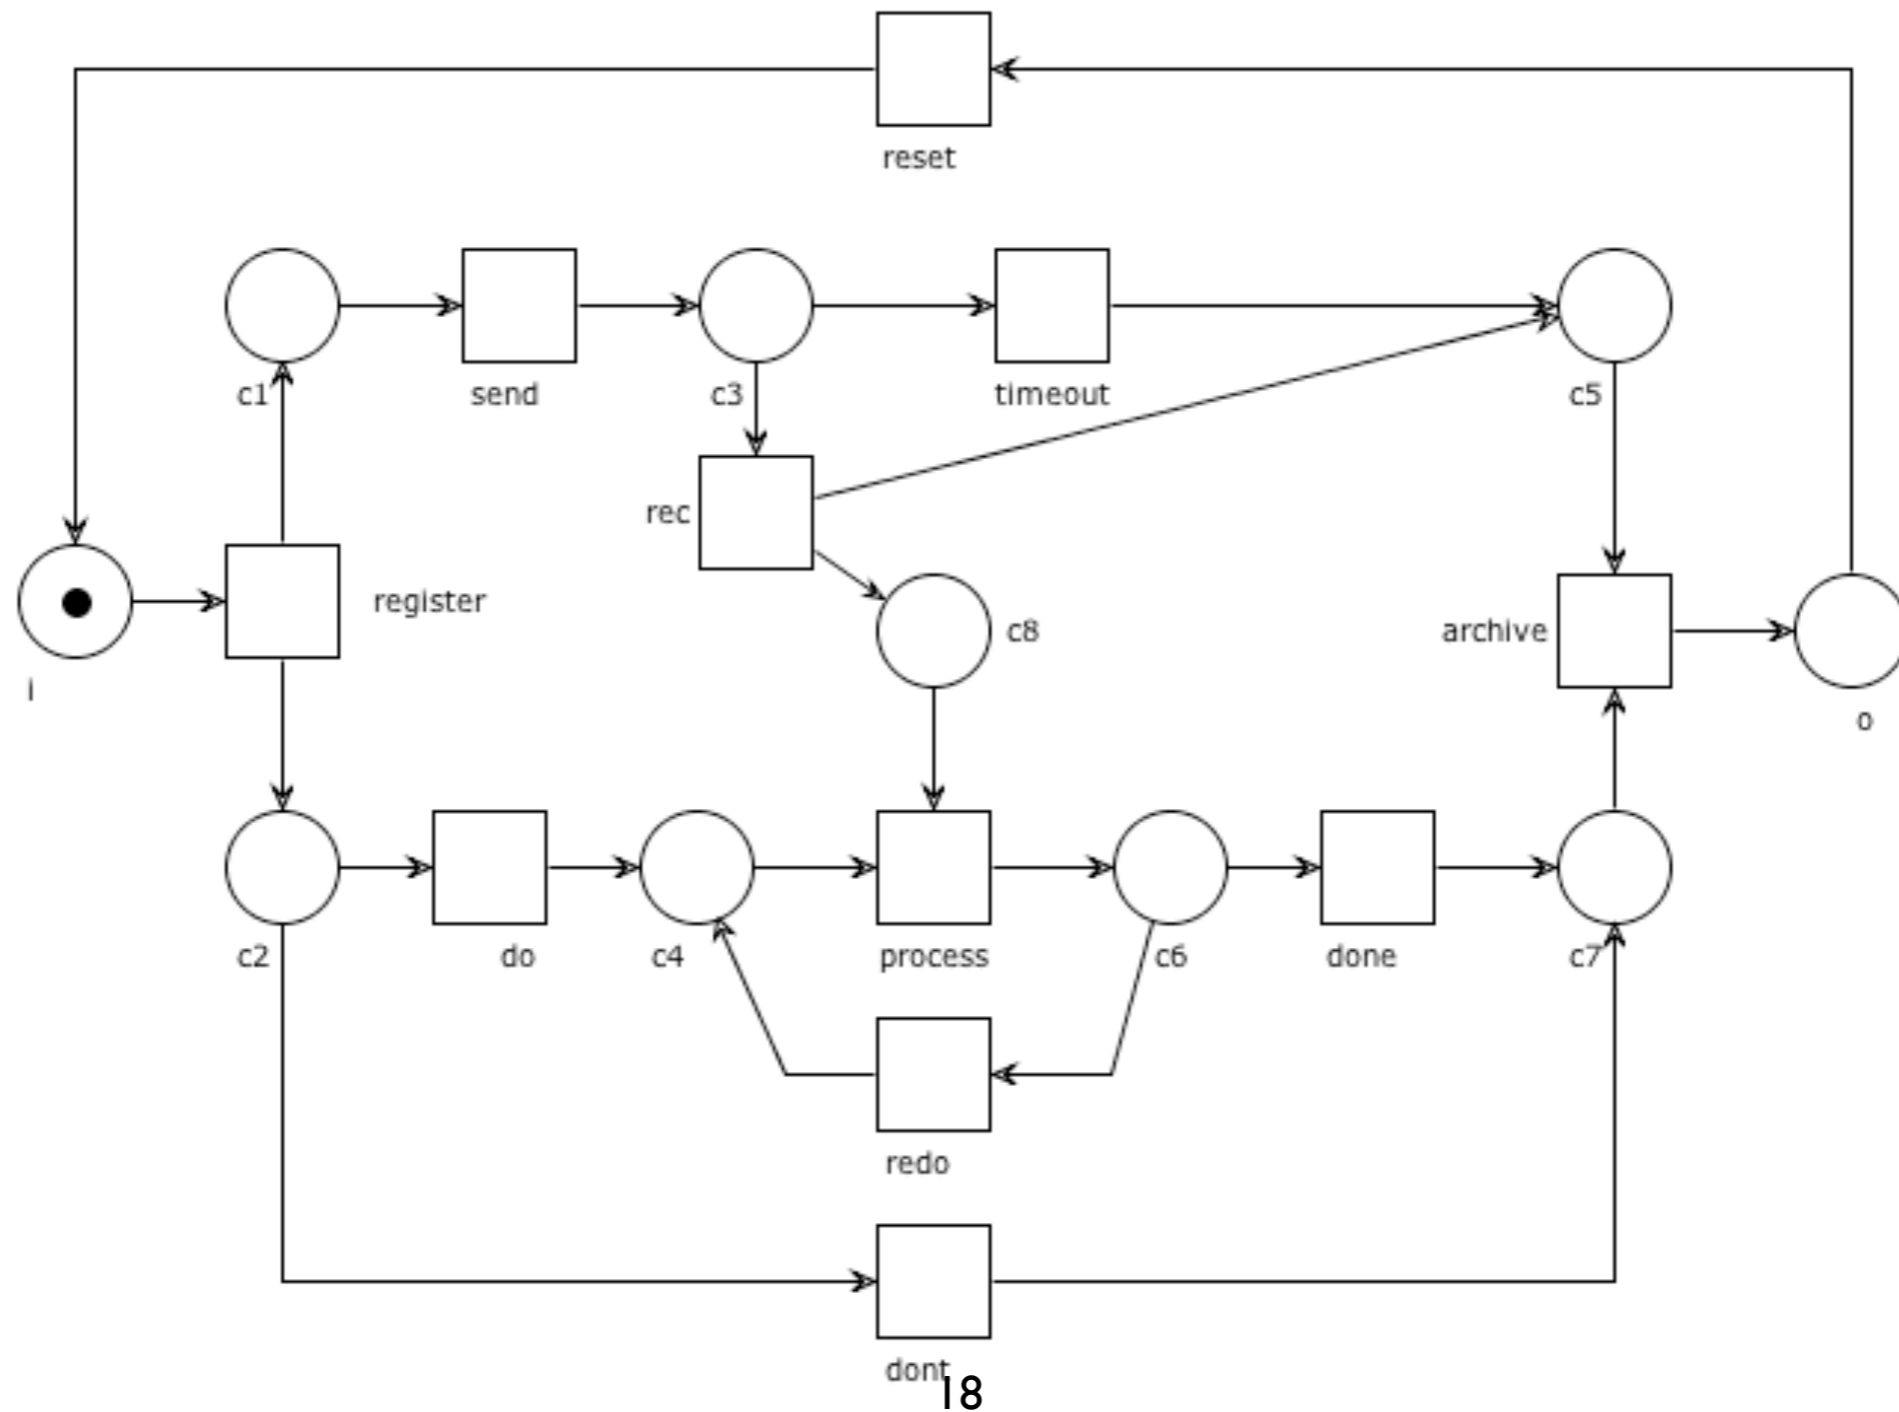 reset
c1
send
c3
timeout
c5
rec
register
c8
archive
i
o
c2
do
c4
process
c6
done
c7
redo
dont
18